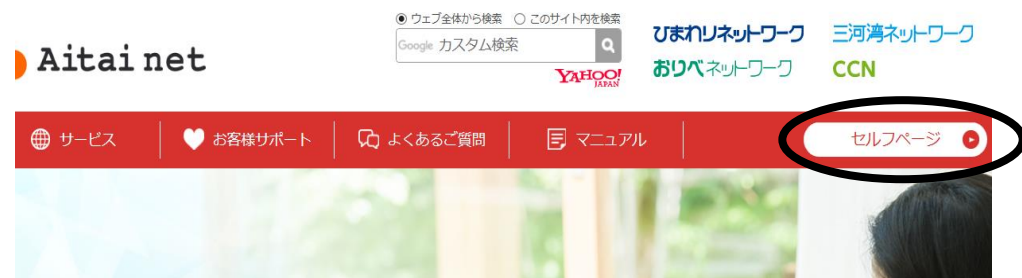 ウェブ全体から検索 このサイト内を検索
Google カスタム検索
YAHOO!
JAPAN
Aitai net
ひまわりネットワーク 三河湾ネットワーク
おりべネットワーク CCN
サービス お客様サポート よくあるご質問 マニュアル セルフページ